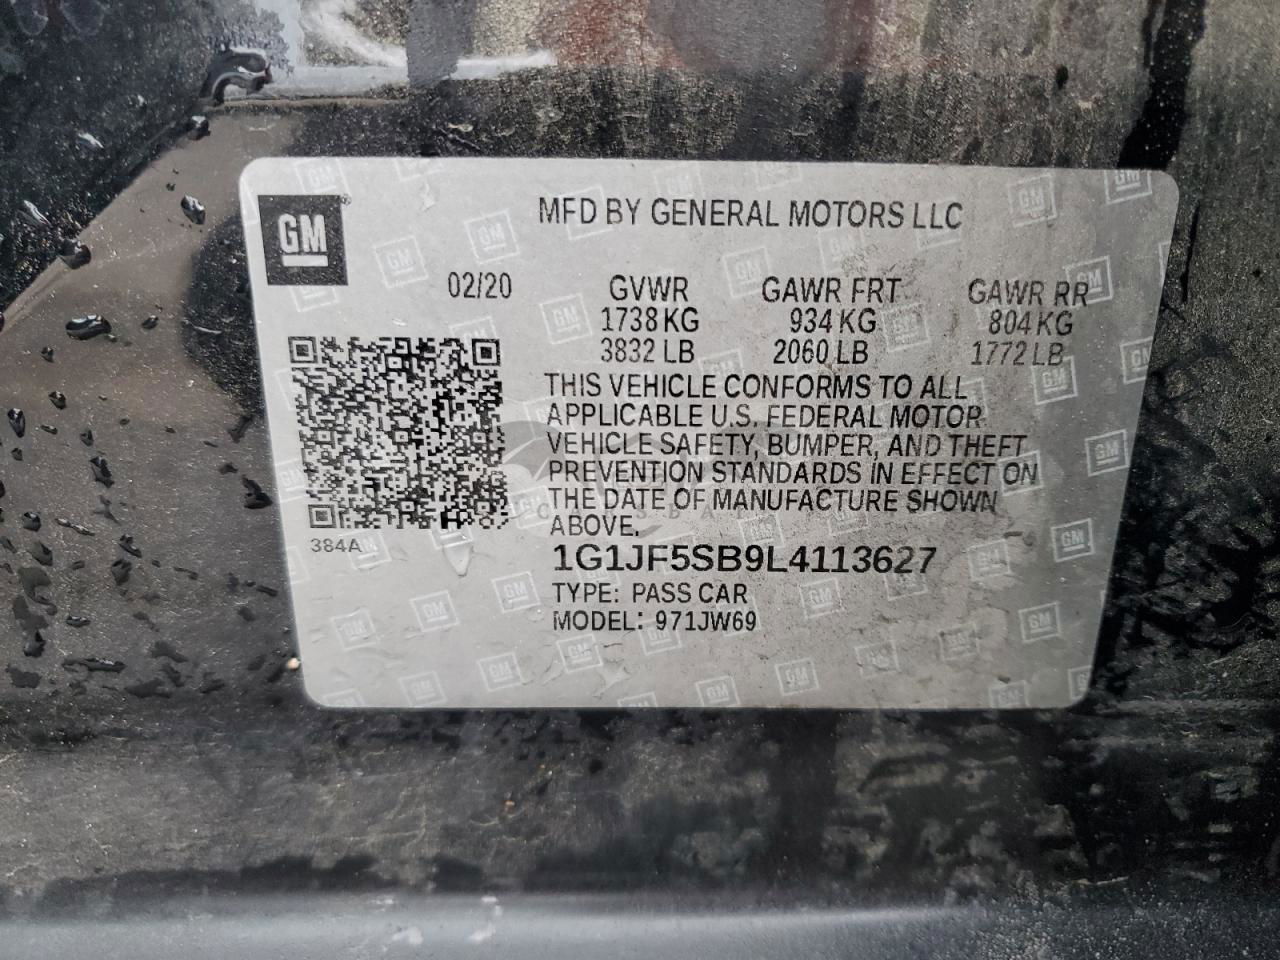 GM
MFD BY GENERAL MOTORS LLC
02/20
GVWR GAWR FRT GAWR RR
1738 KG 934 KG 804 KG
3832 LB 2060 LB 1772 LB
THIS VEHICLE CONFORMS TO ALL
APPLICABLE U.S. FEDERAL MOTOR
VEHICLE SAFETY, BUMPER, AND THEFT
PREVENTION STANDARDS IN EFFECT ON
THE DATE OF MANUFACTURE SHOWN
ABOVE.
384A
1G1JF5SB9L4113627
TYPE: PASS CAR
MODEL: 971JW69